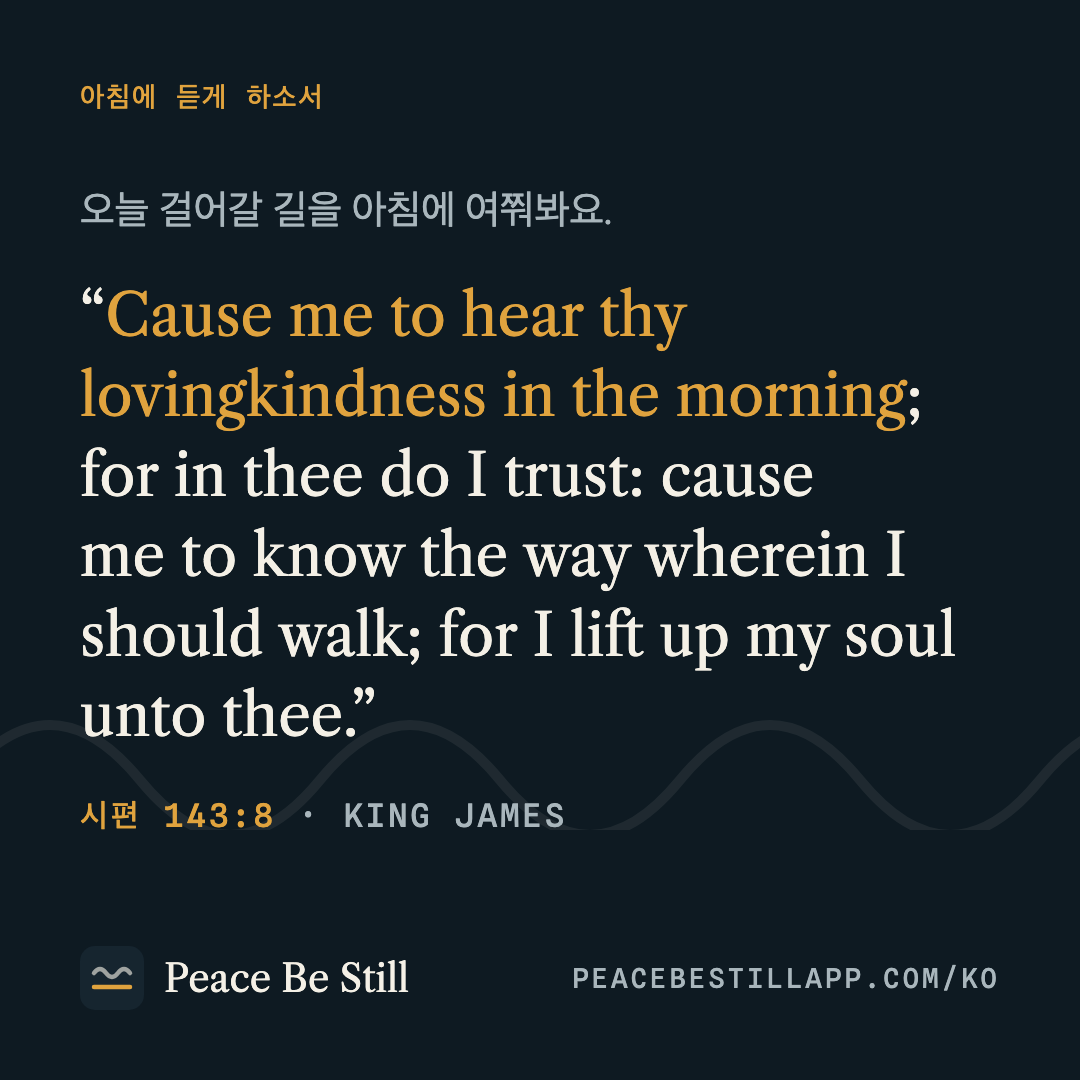 아침에 듣게 하소서
오늘 걸어갈 길을 아침에 여쭤봐요.
“Cause me to hear thy
lovingkindness in the morning;
for in thee do I trust: cause
me to know the way wherein I
should walk; for I lift up my soul
unto thee.”
시편 143:8 · KING JAMES
Peace Be Still
PEACEBESTILLAPP.COM/KO